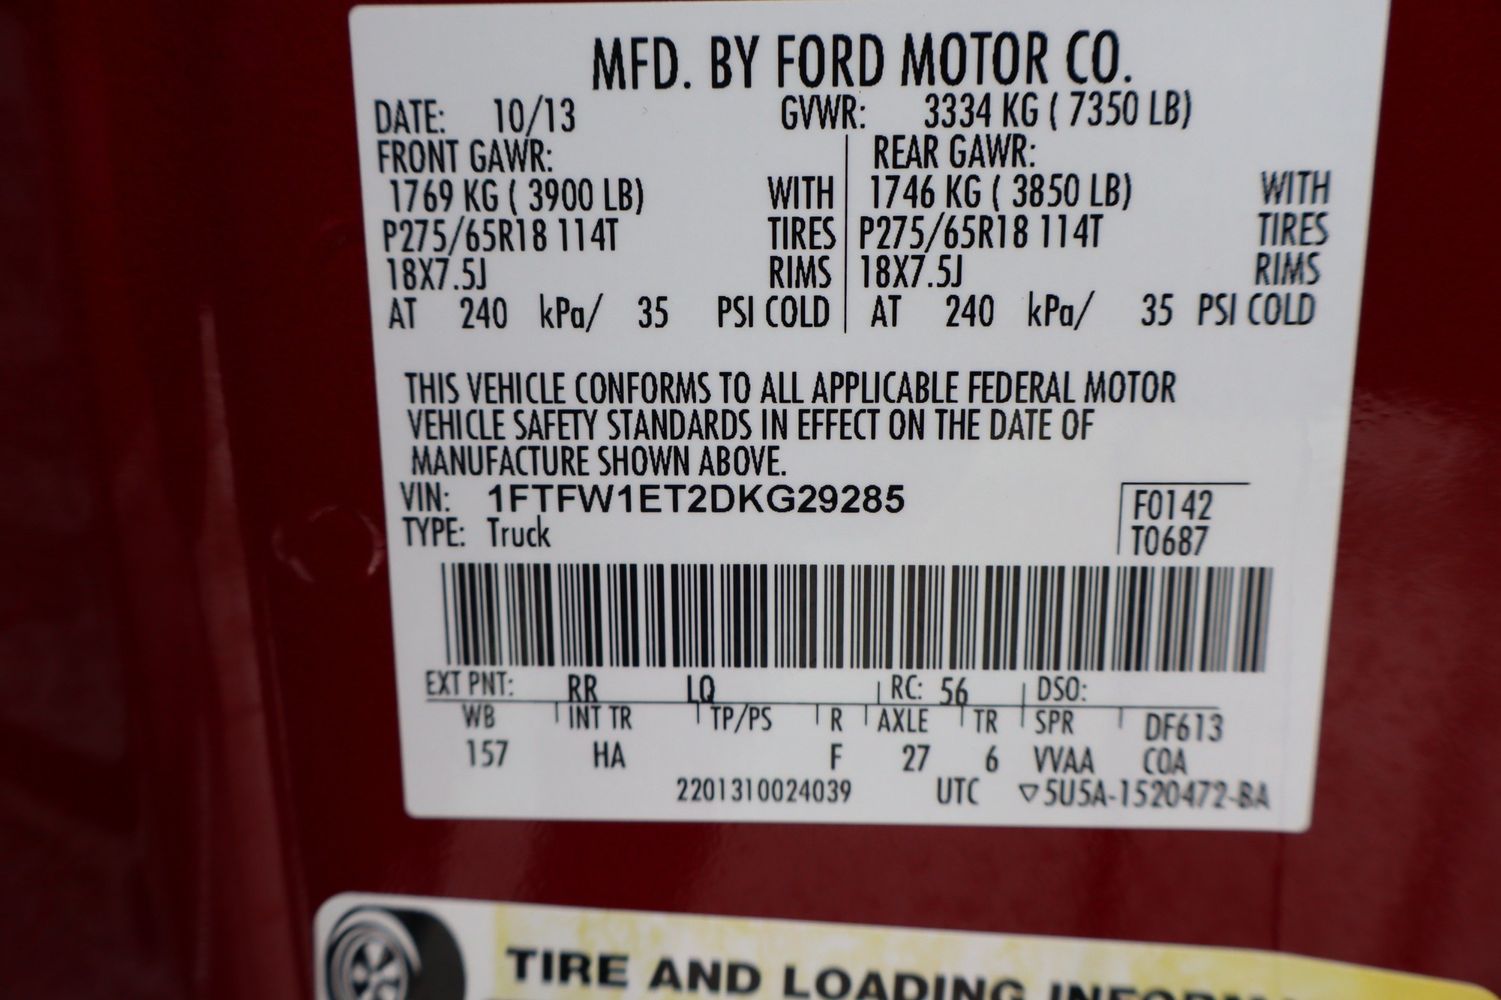 MFD. BY FORD MOTOR CO.
DATE: 10/13 GVWR: 3334 KG ( 7350 LB)
FRONT GAWR: REAR GAWR:
1769 KG ( 3900 LB) WITH 1746 KG ( 3850 LB) WITH
P275/65R18 114T TIRES P275/65R18 114T TIRES
18X7.5J RIMS 18X7.5J RIMS
AT 240 kPa/ 35 PSI COLD AT 240 kPa/ 35 PSI COLD
THIS VEHICLE CONFORMS TO ALL APPLICABLE FEDERAL MOTOR
VEHICLE SAFETY STANDARDS IN EFFECT ON THE DATE OF
MANUFACTURE SHOWN ABOVE.
VIN: 1FTFW1ET2DKG29285 F0142
TYPE: Truck T0687
EXT PNT: RR LQ RC: 56 DSO:
WB INT TR TP/PS R AXLE TR SPR DF613
157 HA F 27 6 VVAA COA
2201310024039 UTC ▽5U5A-1520472-BA
TIRE AND LOADING